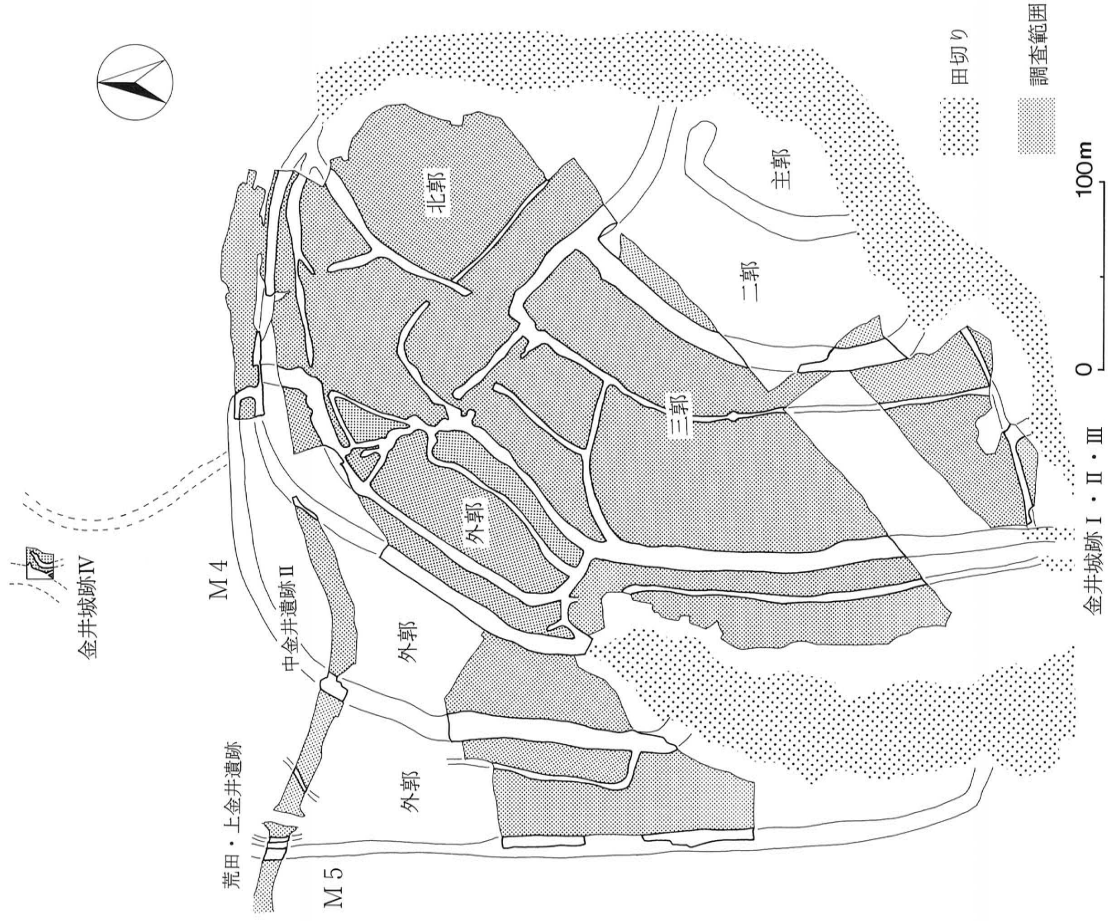 金井城跡Ⅳ
M4
中金井遺跡Ⅱ
荒田・上金井遺跡
M5
外郭
外郭
外郭
北郭
三郭
二郭
主郭
田切り
調査範囲
0
100m
金井城跡Ⅰ・Ⅱ・Ⅲ